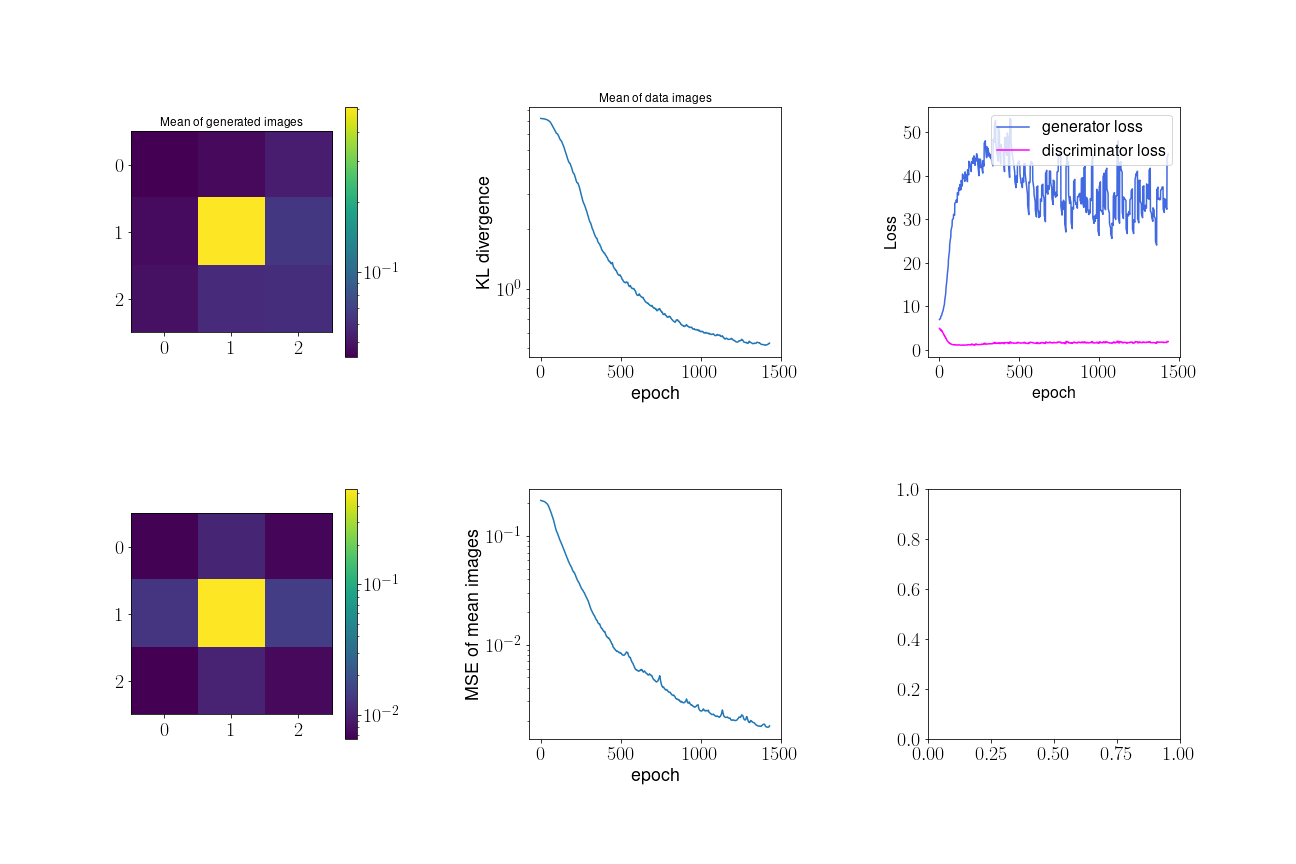 Mean of generated images
0
1
2
0 1 2
10⁻¹
Mean of data images
KL divergence
10⁰
0 500 1000 1500
epoch
generator loss
discriminator loss
Loss
50
40
30
20
10
0
0 500 1000 1500
epoch
0
1
2
0 1 2
10⁻¹
10⁻²
MSE of mean images
10⁻¹
10⁻²
0 500 1000 1500
epoch
1.0
0.8
0.6
0.4
0.2
0.0
0.00 0.25 0.50 0.75 1.00